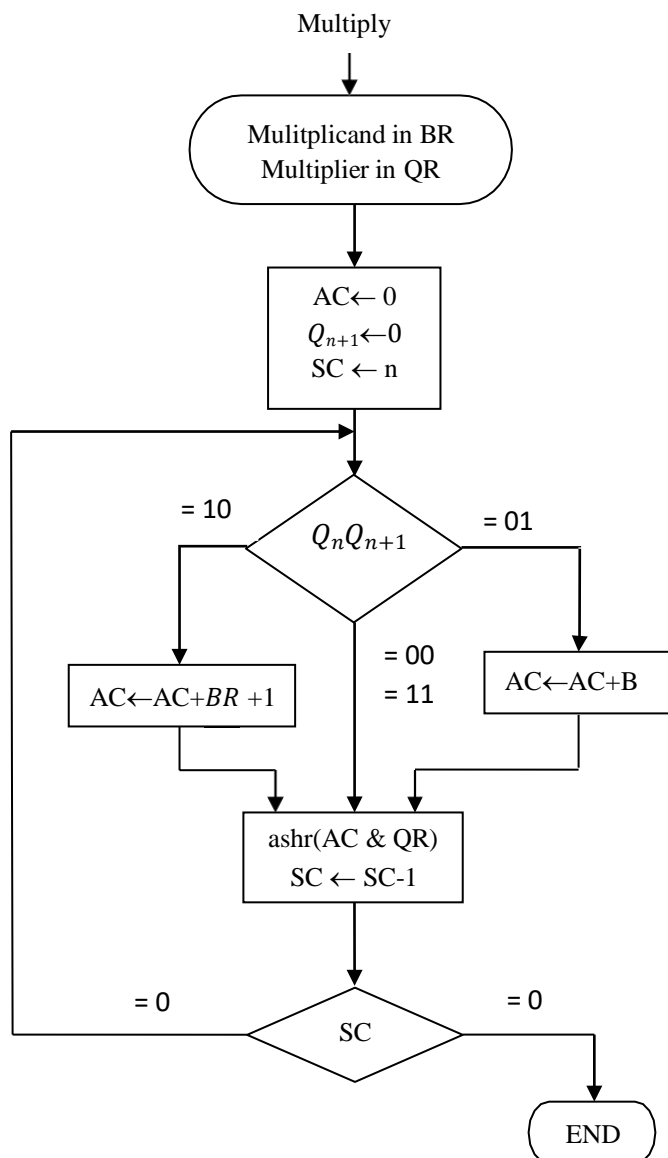 Multiply
Mulitplicand in BR
Multiplier in QR
AC← 0
Qₙ₊₁←0
SC ← n
= 10
QₙQₙ₊₁
= 01
= 00
= 11
AC←AC+BR +1
AC←AC+B
ashr(AC & QR)
SC ← SC-1
= 0
SC
= 0
END